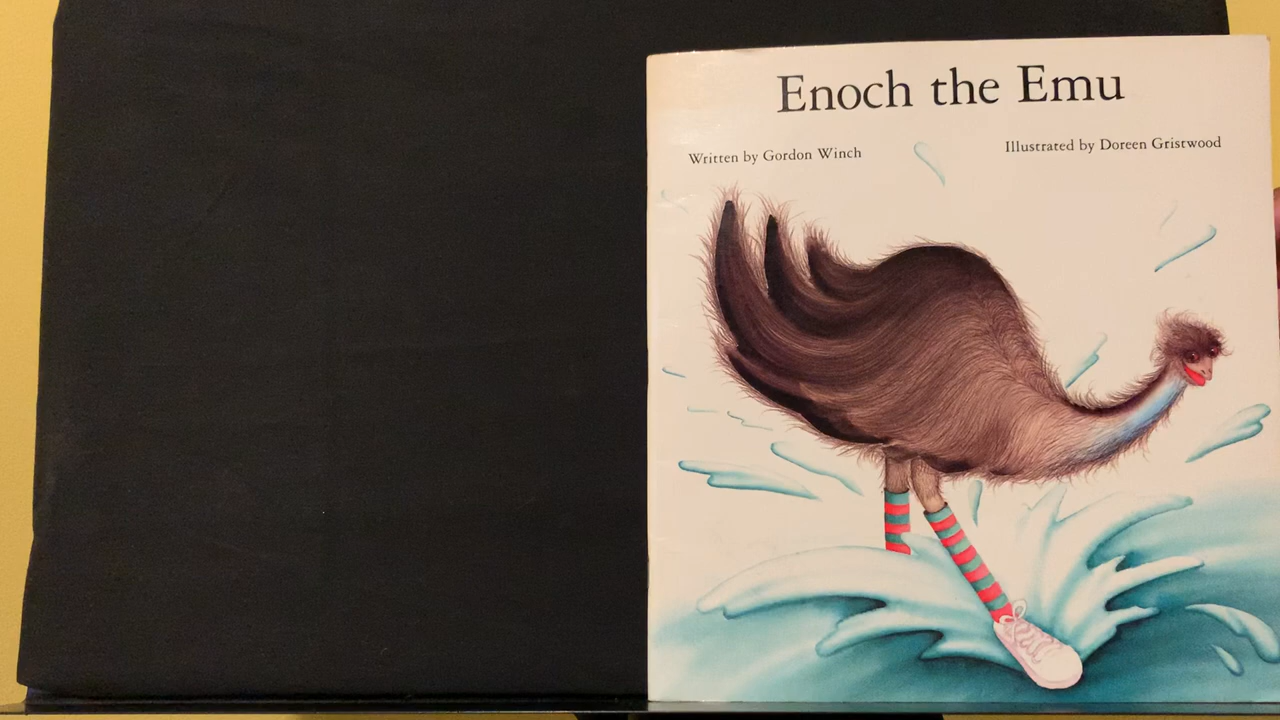 Enoch the Emu
Written by Gordon Winch
Illustrated by Doreen Gristwood